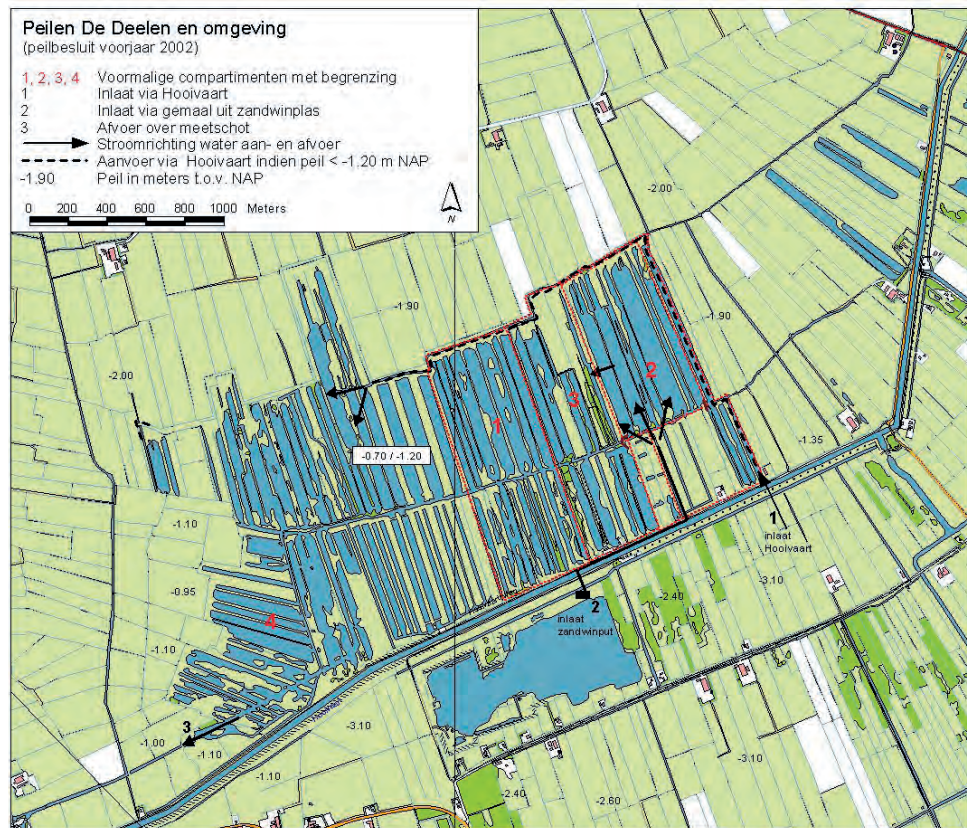 Peilen De Deelen en omgeving
(peilbesluit voorjaar 2002)
1, 2, 3, 4 Voormalige compartimenten met begrenzing
1 Inlaat via Hooivaart
2 Inlaat via gemaal uit zandwinplas
3 Afvoer over meetschot
Stroomrichting water aan- en afvoer
Aanvoer via Hooivaart indien peil < -1.20 m NAP
-1.90 Peil in meters t.o.v. NAP
0 200 400 600 800 1000 Meters
N
-2.00
-1.90
-1.90
-2.00
2
3
1
-0.70 / -1.20
-1.35
-1.10
1
inlaat
Hooivaart
-3.10
-0.95
4
2
inlaat
zandwinput
-2.40
-1.10
3
-1.00
-1.10
-3.10
-1.10
-3.10
-2.40
-2.60